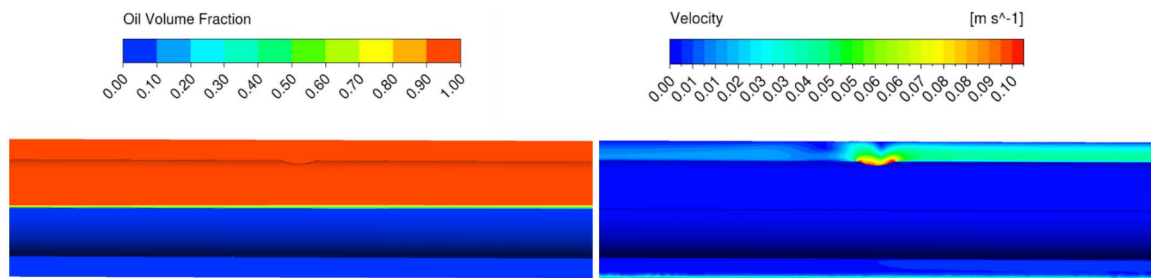 Oil Volume Fraction
0.00 0.10 0.20 0.30 0.40 0.50 0.60 0.70 0.80 0.90 1.00
Velocity [m s^-1]
0.00 0.01 0.01 0.02 0.03 0.04 0.05 0.05 0.06 0.06 0.07 0.08 0.08 0.09 0.10